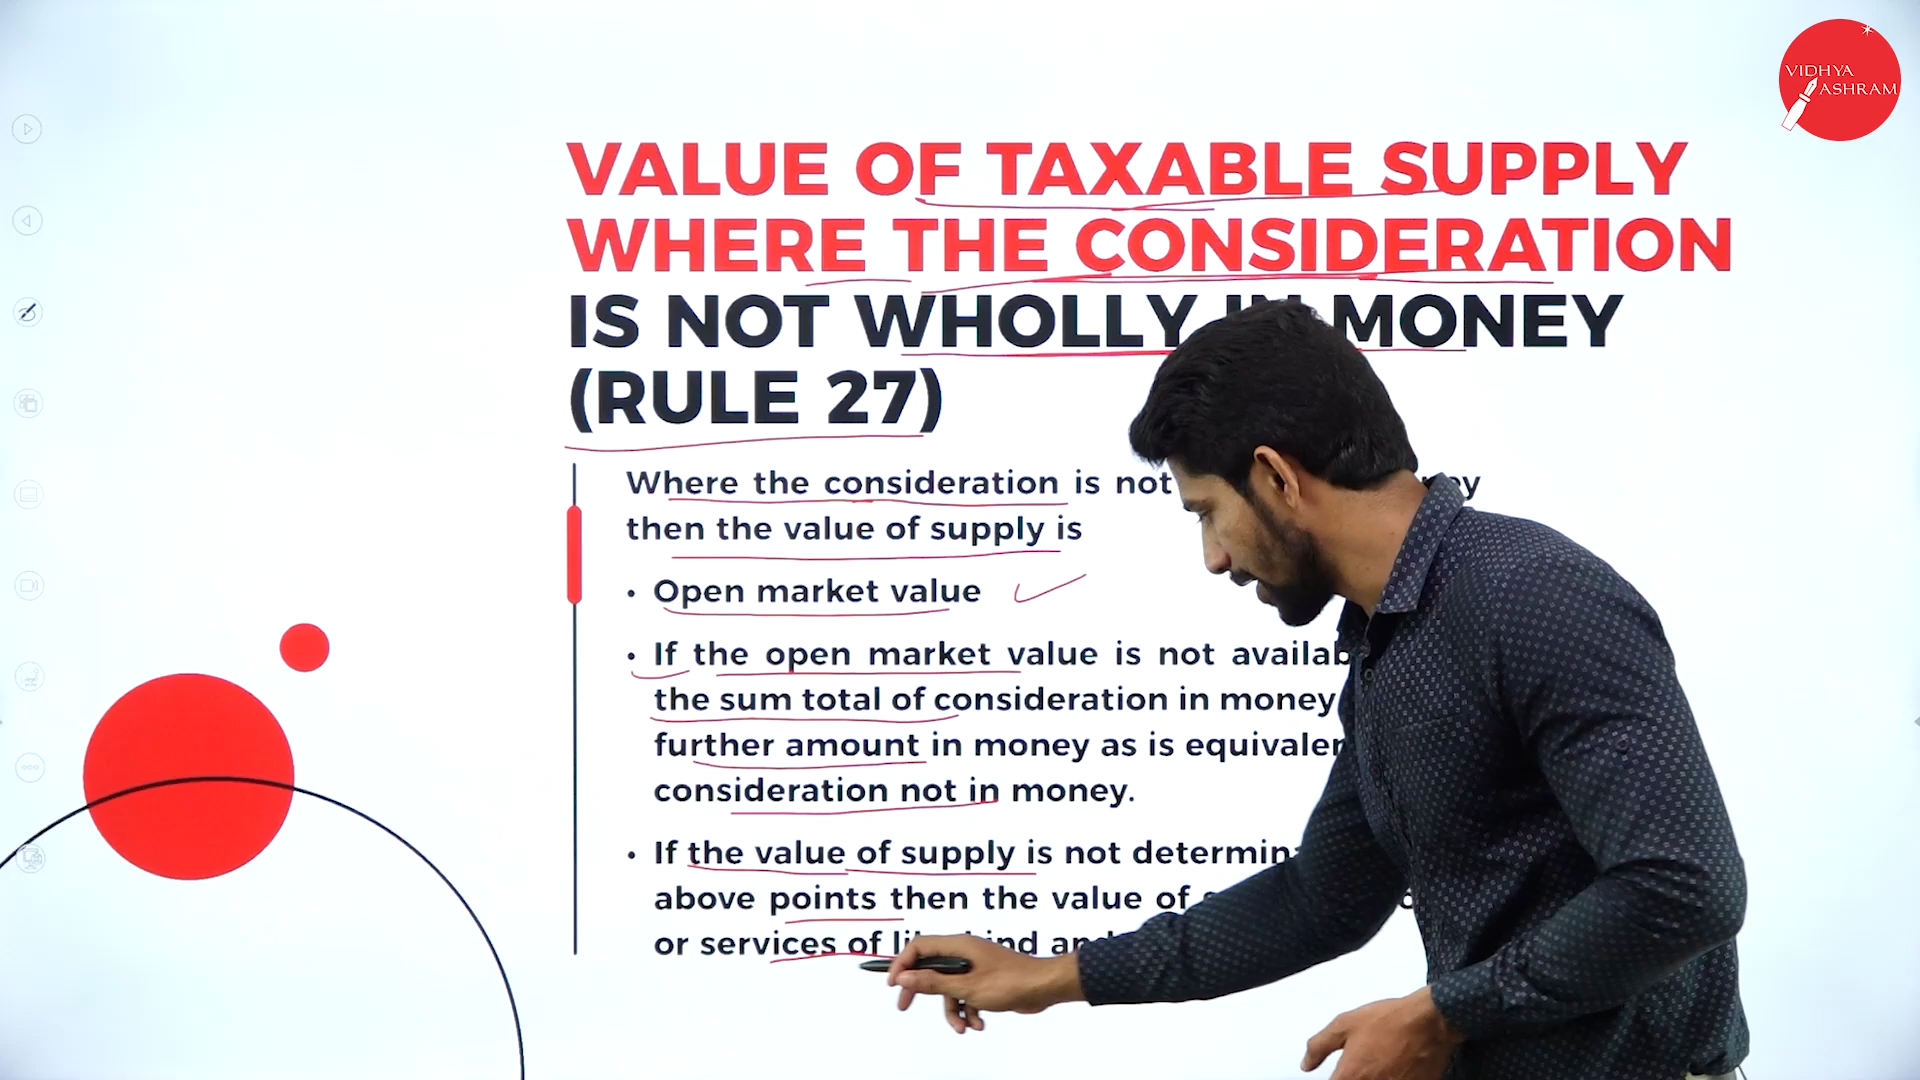 VIDHYA
ASHRAM
VALUE OF TAXABLE SUPPLY
WHERE THE CONSIDERATION
IS NOT WHOLLY IN MONEY
(RULE 27)
Where the consideration is not
then the value of supply is
• Open market value
• If the open market value is not
the sum total of consideration in money
further amount in money as is
consideration not in money.
• If the value of supply is not
above points then the value of
or services of